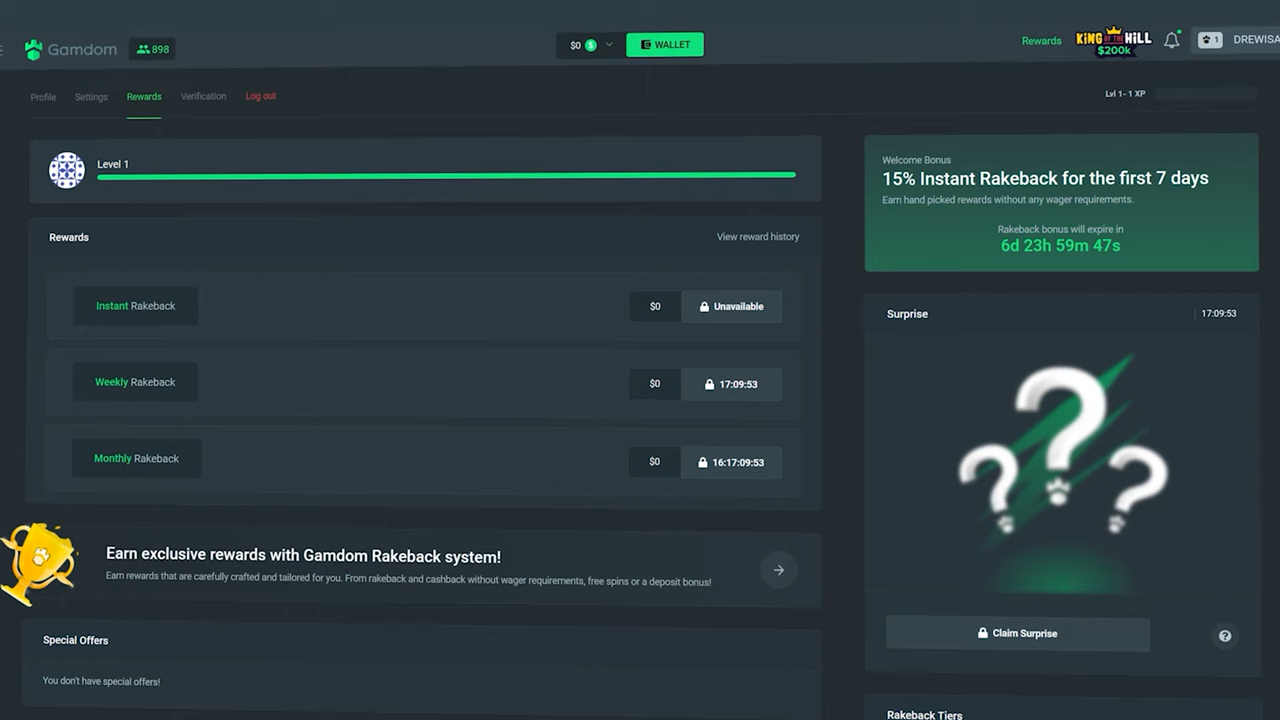 Gamdom
898
$0
WALLET
Rewards
KING OF THE HILL
$200k
1
DREWISA
Profile
Settings
Rewards
Verification
Log out
Lvl 1- 1 XP
Level 1
Welcome Bonus
15% Instant Rakeback for the first 7 days
Earn hand picked rewards without any wager requirements.
Rakeback bonus will expire in
6d 23h 59m 47s
Rewards
View reward history
Instant Rakeback
$0
Unavailable
Weekly Rakeback
$0
17:09:53
Monthly Rakeback
$0
16:17:09:53
Surprise
17:09:53
Claim Surprise
?
Earn exclusive rewards with Gamdom Rakeback system!
Earn rewards that are carefully crafted and tailored for you. From rakeback and cashback without wager requirements, free spins or a deposit bonus!
Special Offers
You don't have special offers!
Rakeback Tiers